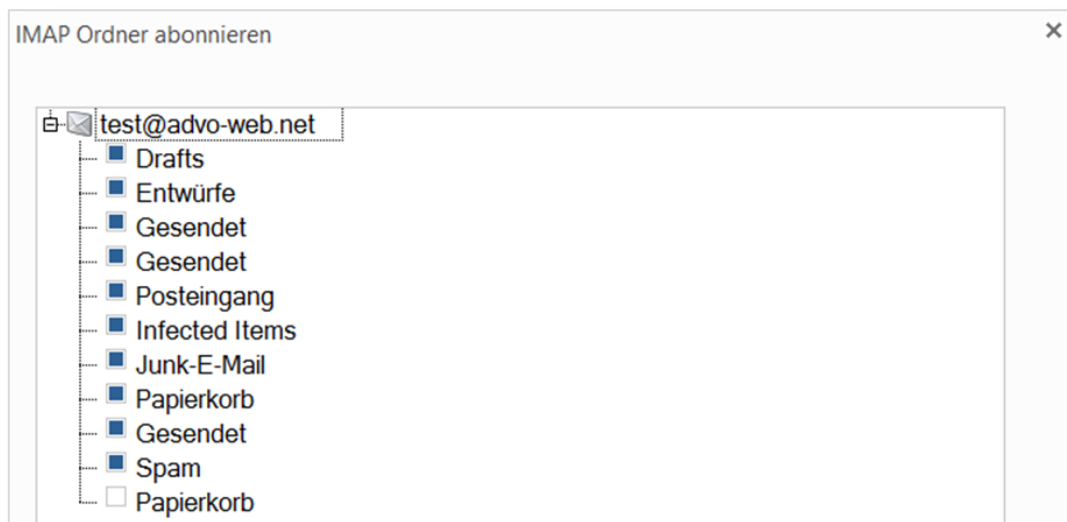 IMAP Ordner abonnieren
test@advo-web.net
Drafts
Entwürfe
Gesendet
Gesendet
Posteingang
Infected Items
Junk-E-Mail
Papierkorb
Gesendet
Spam
Papierkorb